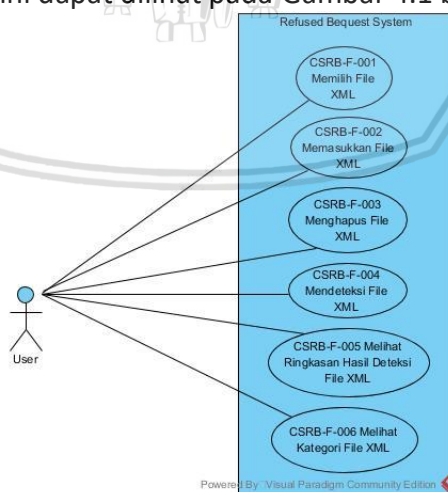 ini dapat dilihat pada Gambar 4.1 b
Refused Bequest System
CSRB-F-001
Memilih File
XML
CSRB-F-002
Memasukkan File
XML
CSRB-F-003
Menghapus File
XML
CSRB-F-004
Mendeteksi File
XML
CSRB-F-005 Melihat
Ringkasan Hasil Deteksi
File XML
CSRB-F-006 Melihat
Kategori File XML
User
Powered By Visual Paradigm Community Edition